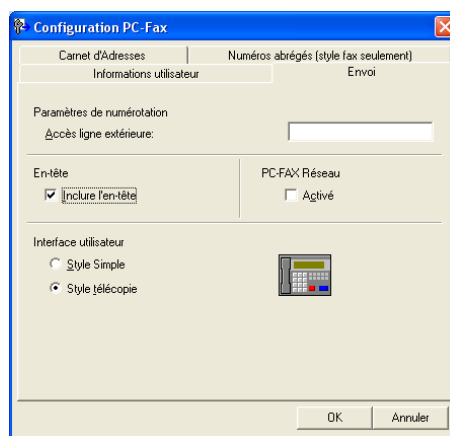 Configuration PC-Fax
Carnet d'Adresses
Numéros abrégés (style fax seulement)
Informations utilisateur
Envoi
Paramètres de numérotation
Accès ligne extérieure:
En-tête
PC-FAX Réseau
Inclure l'en-tête
Activé
Interface utilisateur
Style Simple
Style télécopie
OK
Annuler